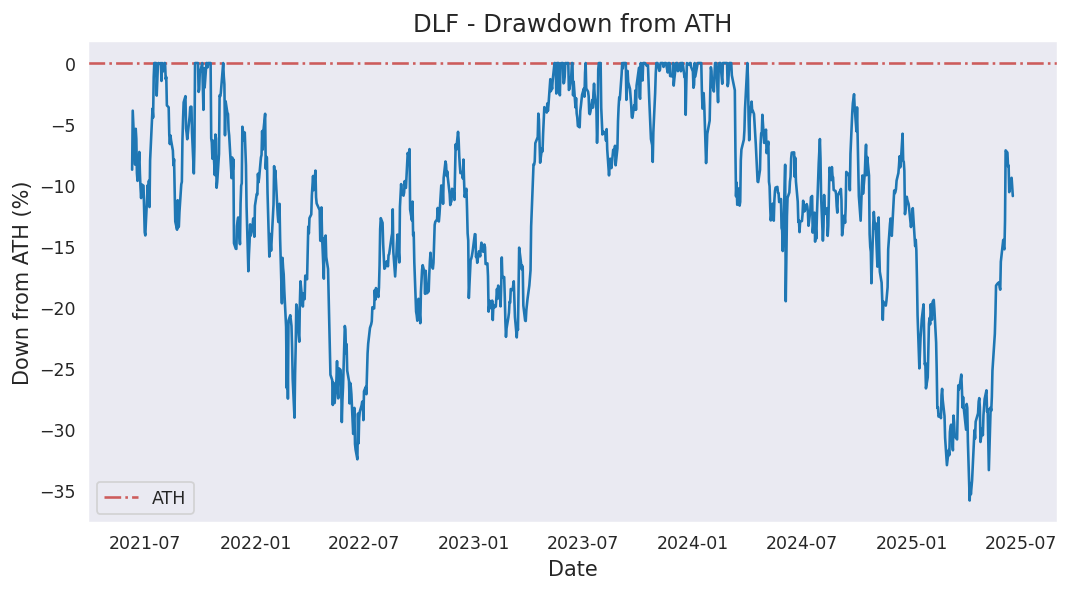 DLF - Drawdown from ATH
Down from ATH (%)
0
−5
−10
−15
−20
−25
−30
−35
ATH
2021-07 2022-01 2022-07 2023-01 2023-07 2024-01 2024-07 2025-01 2025-07
Date